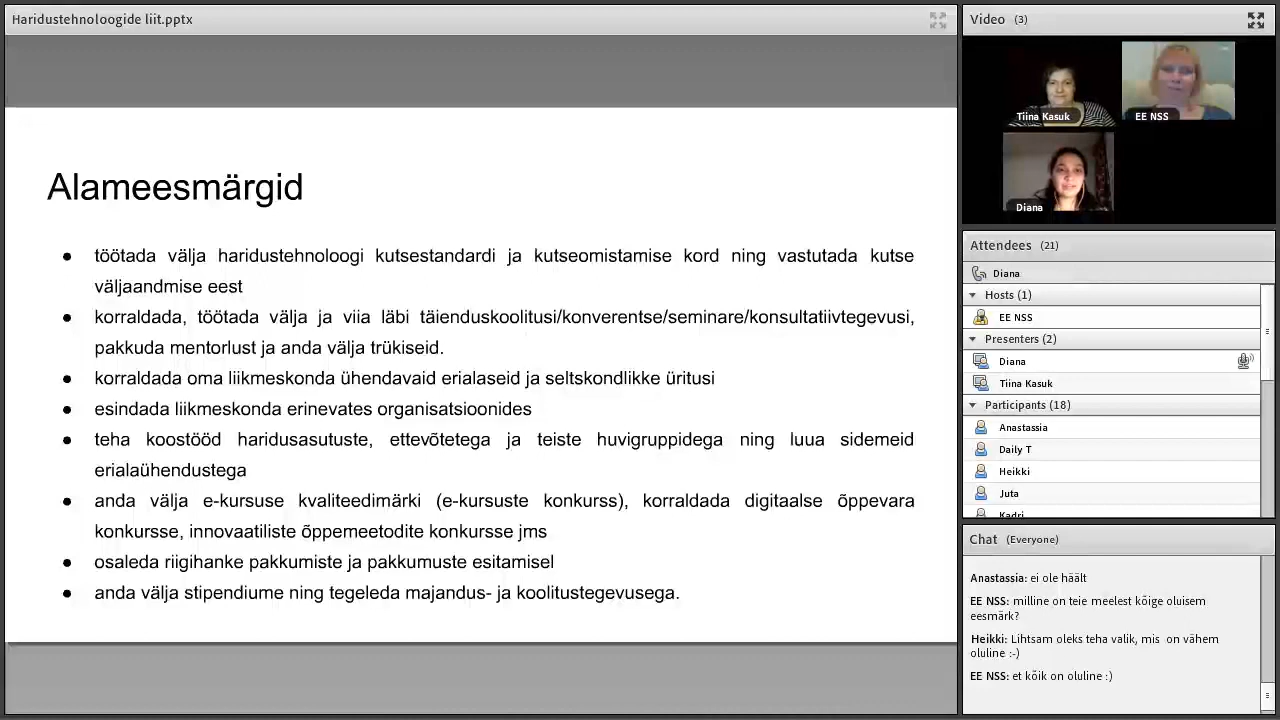 Haridustehnoloogide liit.pptx
Alameesmärgid
● töötada välja haridustehnoloogi kutsestandardi ja kutseomistamise kord ning vastutada kutse
väljaandmise eest
● korraldada, töötada välja ja viia läbi täienduskoolitusi/konverentse/seminare/konsultatiivtegevusi,
pakkuda mentorlust ja anda välja trükiseid.
● korraldada oma liikmeskonda ühendavaid erialaseid ja seltskondlikke üritusi
● esindada liikmeskonda erinevates organisatsioonides
● teha koostööd haridusasutuste, ettevõtetega ja teiste huvigruppidega ning luua sidemeid
erialaühendustega
● anda välja e-kursuse kvaliteedimärki (e-kursuste konkurss), korraldada digitaalse õppevara
konkursse, innovaatiliste õppemeetodite konkursse jms
● osaleda riigihanke pakkumiste ja pakkumuste esitamisel
● anda välja stipendiume ning tegeleda majandus- ja koolitustegevusega.
Video (3)
Tiina Kasuk
EE NSS
Diana
Attendees (21)
Diana
Hosts (1)
EE NSS
Presenters (2)
Diana
Tiina Kasuk
Participants (18)
Anastassia
Daily T
Heikki
Juta
Kadri
Chat (Everyone)
Anastassia: ei ole häält
EE NSS: milline on teie meelest kõige oluisem
eesmärk?
Heikki: Lihtsam oleks teha valik, mis on vähem
oluline :-)
EE NSS: et kõik on oluline :)